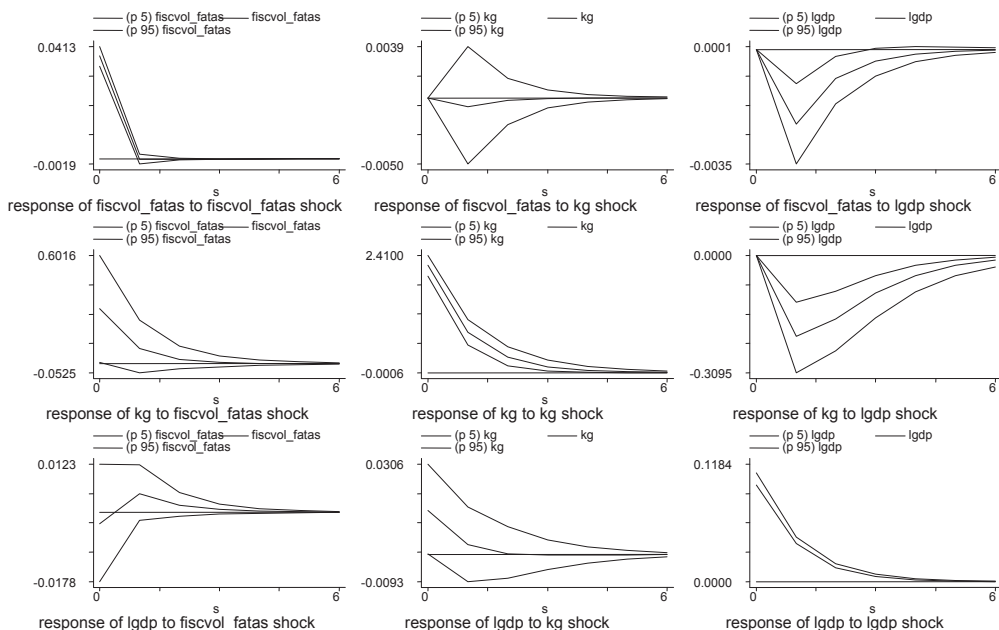 (p 5) fiscvol_fatas fiscvol_fatas
(p 95) fiscvol_fatas
0.0413
-0.0019
0 6
s
response of fiscvol_fatas to fiscvol_fatas shock
(p 5) kg kg
(p 95) kg
0.0039
-0.0050
0 6
s
response of fiscvol_fatas to kg shock
(p 5) lgdp lgdp
(p 95) lgdp
0.0001
-0.0035
0 6
s
response of fiscvol_fatas to lgdp shock
(p 5) fiscvol_fatas fiscvol_fatas
(p 95) fiscvol_fatas
0.6016
-0.0525
0 6
s
response of kg to fiscvol_fatas shock
(p 5) kg kg
(p 95) kg
2.4100
-0.0006
0 6
s
response of kg to kg shock
(p 5) lgdp lgdp
(p 95) lgdp
0.0000
-0.3095
0 6
s
response of kg to lgdp shock
(p 5) fiscvol_fatas fiscvol_fatas
(p 95) fiscvol_fatas
0.0123
-0.0178
0 6
s
response of lgdp to fiscvol_fatas shock
(p 5) kg kg
(p 95) kg
0.0306
-0.0093
0 6
s
response of lgdp to kg shock
(p 5) lgdp lgdp
(p 95) lgdp
0.1184
0.0000
0 6
s
response of lgdp to lgdp shock